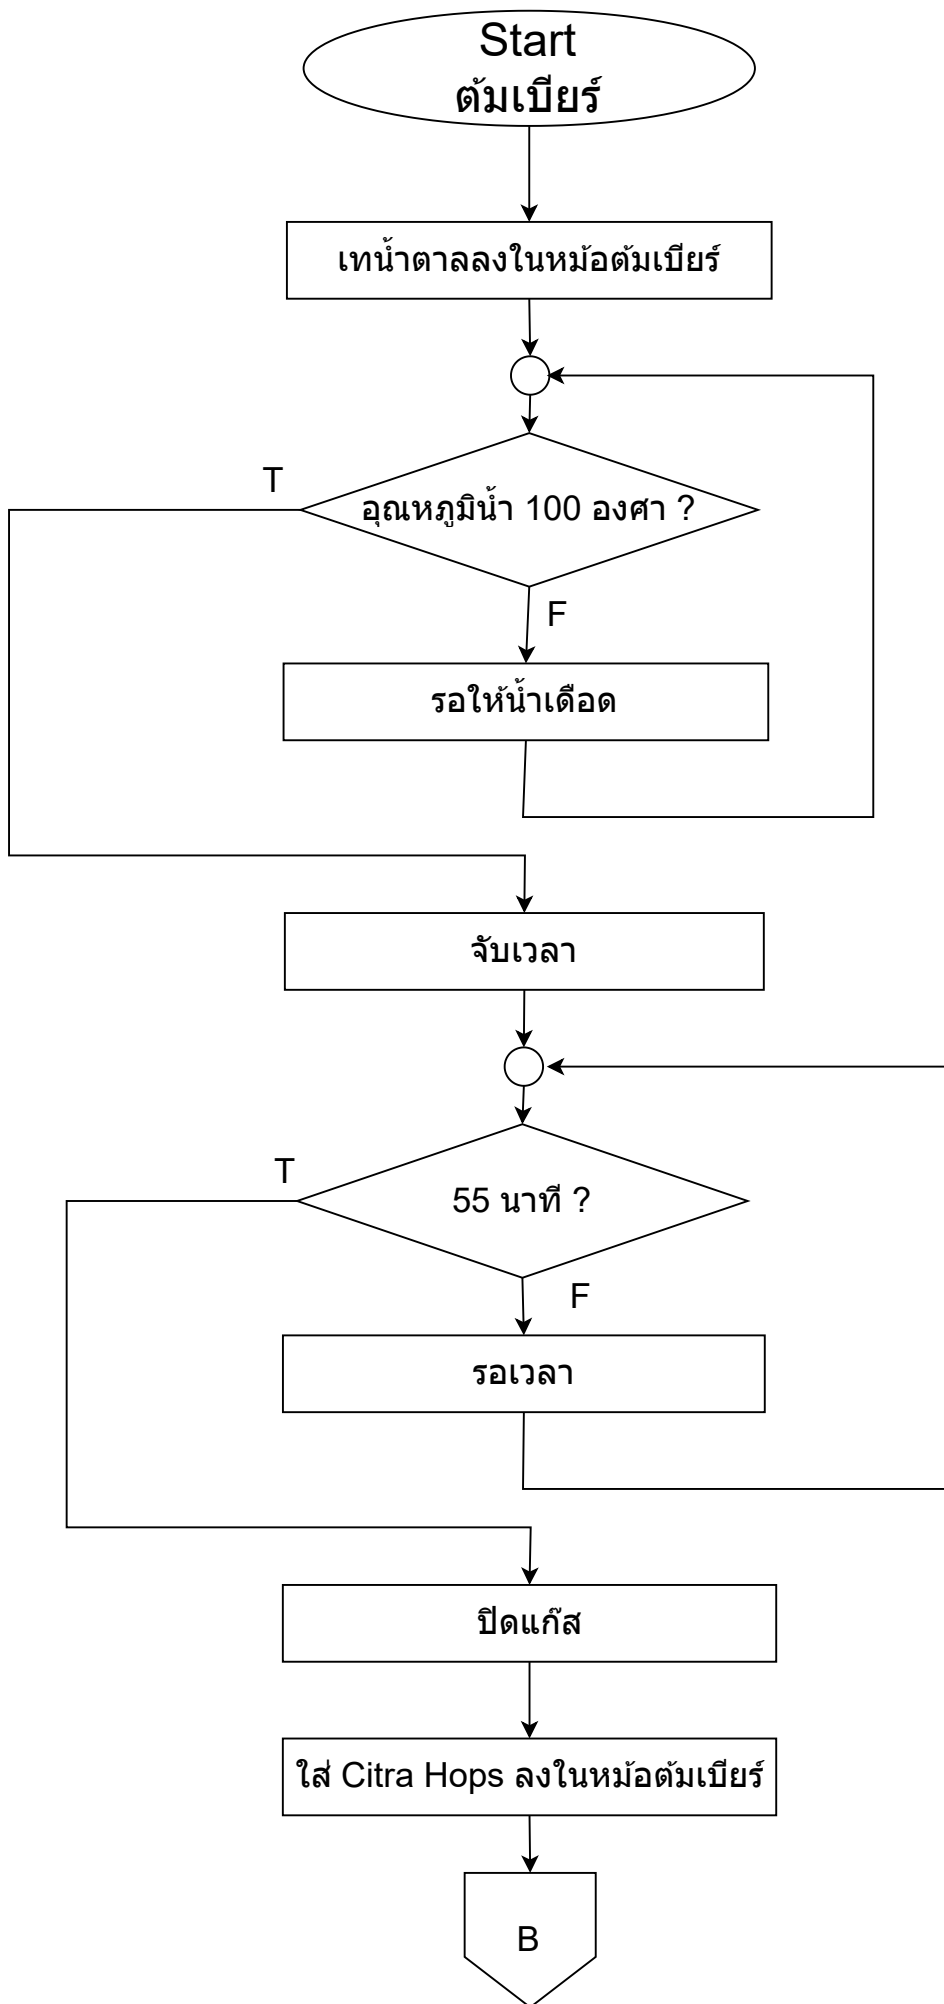 Start
ต้มเบียร์
เทน้ำตาลลงในหม้อต้มเบียร์
T
อุณหภูมิน้ำ 100 องศา ?
F
รอให้น้ำเดือด
จับเวลา
T
55 นาที ?
F
รอเวลา
ปิดแก๊ส
ใส่ Citra Hops ลงในหม้อต้มเบียร์
B